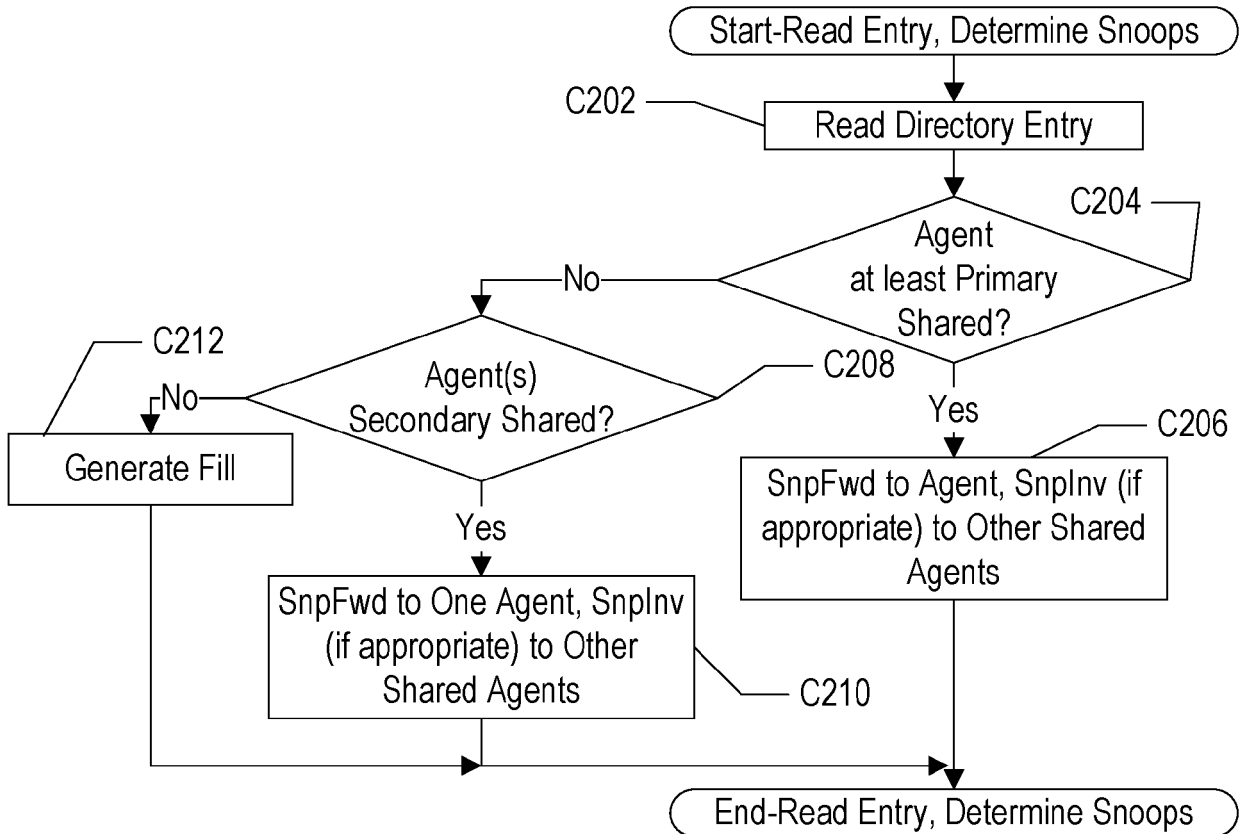 Start-Read Entry, Determine Snoops
C202
Read Directory Entry
C204
Agent
at least Primary
Shared?
No
Yes
C212
C208
Agent(s)
Secondary Shared?
No
Yes
C206
Generate Fill
SnpFwd to Agent, SnpInv (if
appropriate) to Other Shared
Agents
SnpFwd to One Agent, SnpInv
(if appropriate) to Other
Shared Agents
C210
End-Read Entry, Determine Snoops